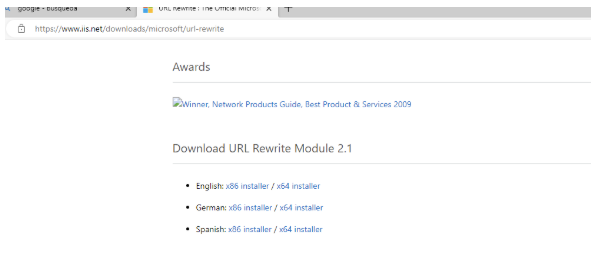 google - Búsqueda
URL Rewrite : The Official Micros
https://www.iis.net/downloads/microsoft/url-rewrite
Awards
Winner, Network Products Guide, Best Product & Services 2009
Download URL Rewrite Module 2.1
English: x86 installer / x64 installer
German: x86 installer / x64 installer
Spanish: x86 installer / x64 installer